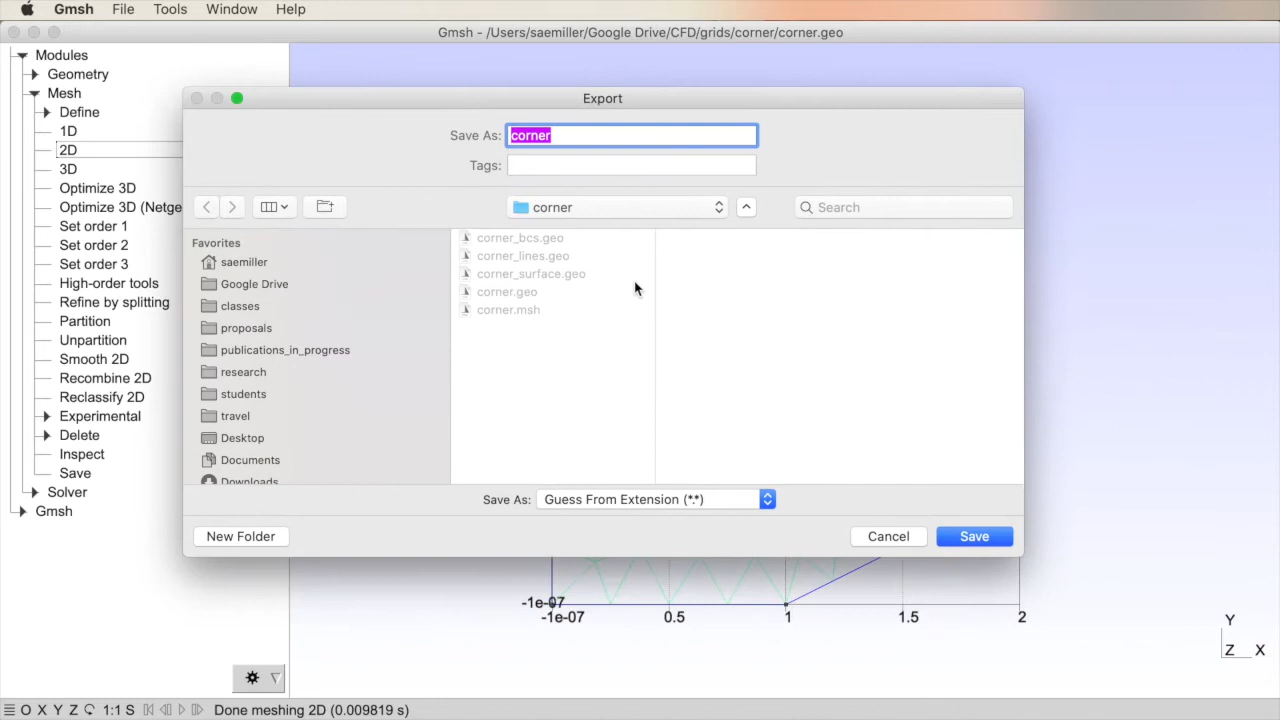 Gmsh File Tools Window Help
Gmsh - /Users/saemiller/Google Drive/CFD/grids/corner/corner.geo
Modules
Geometry
Mesh
Define
1D
2D
3D
Optimize 3D
Optimize 3D (Netge
Set order 1
Set order 2
Set order 3
High-order tools
Refine by splitting
Partition
Unpartition
Smooth 2D
Recombine 2D
Reclassify 2D
Experimental
Delete
Inspect
Save
Solver
Gmsh
Export
Save As: corner
Tags:
corner
Search
Favorites
saemiller
Google Drive
classes
proposals
publications_in_progress
research
students
travel
Desktop
Documents
Downloads
corner_bcs.geo
corner_lines.geo
corner_surface.geo
corner.geo
corner.msh
Save As: Guess From Extension (*.*)
New Folder Cancel Save
-1e-07
-1e-07 0.5 1 1.5 2
Y
Z X
O X Y Z 1:1 S Done meshing 2D (0.009819 s)